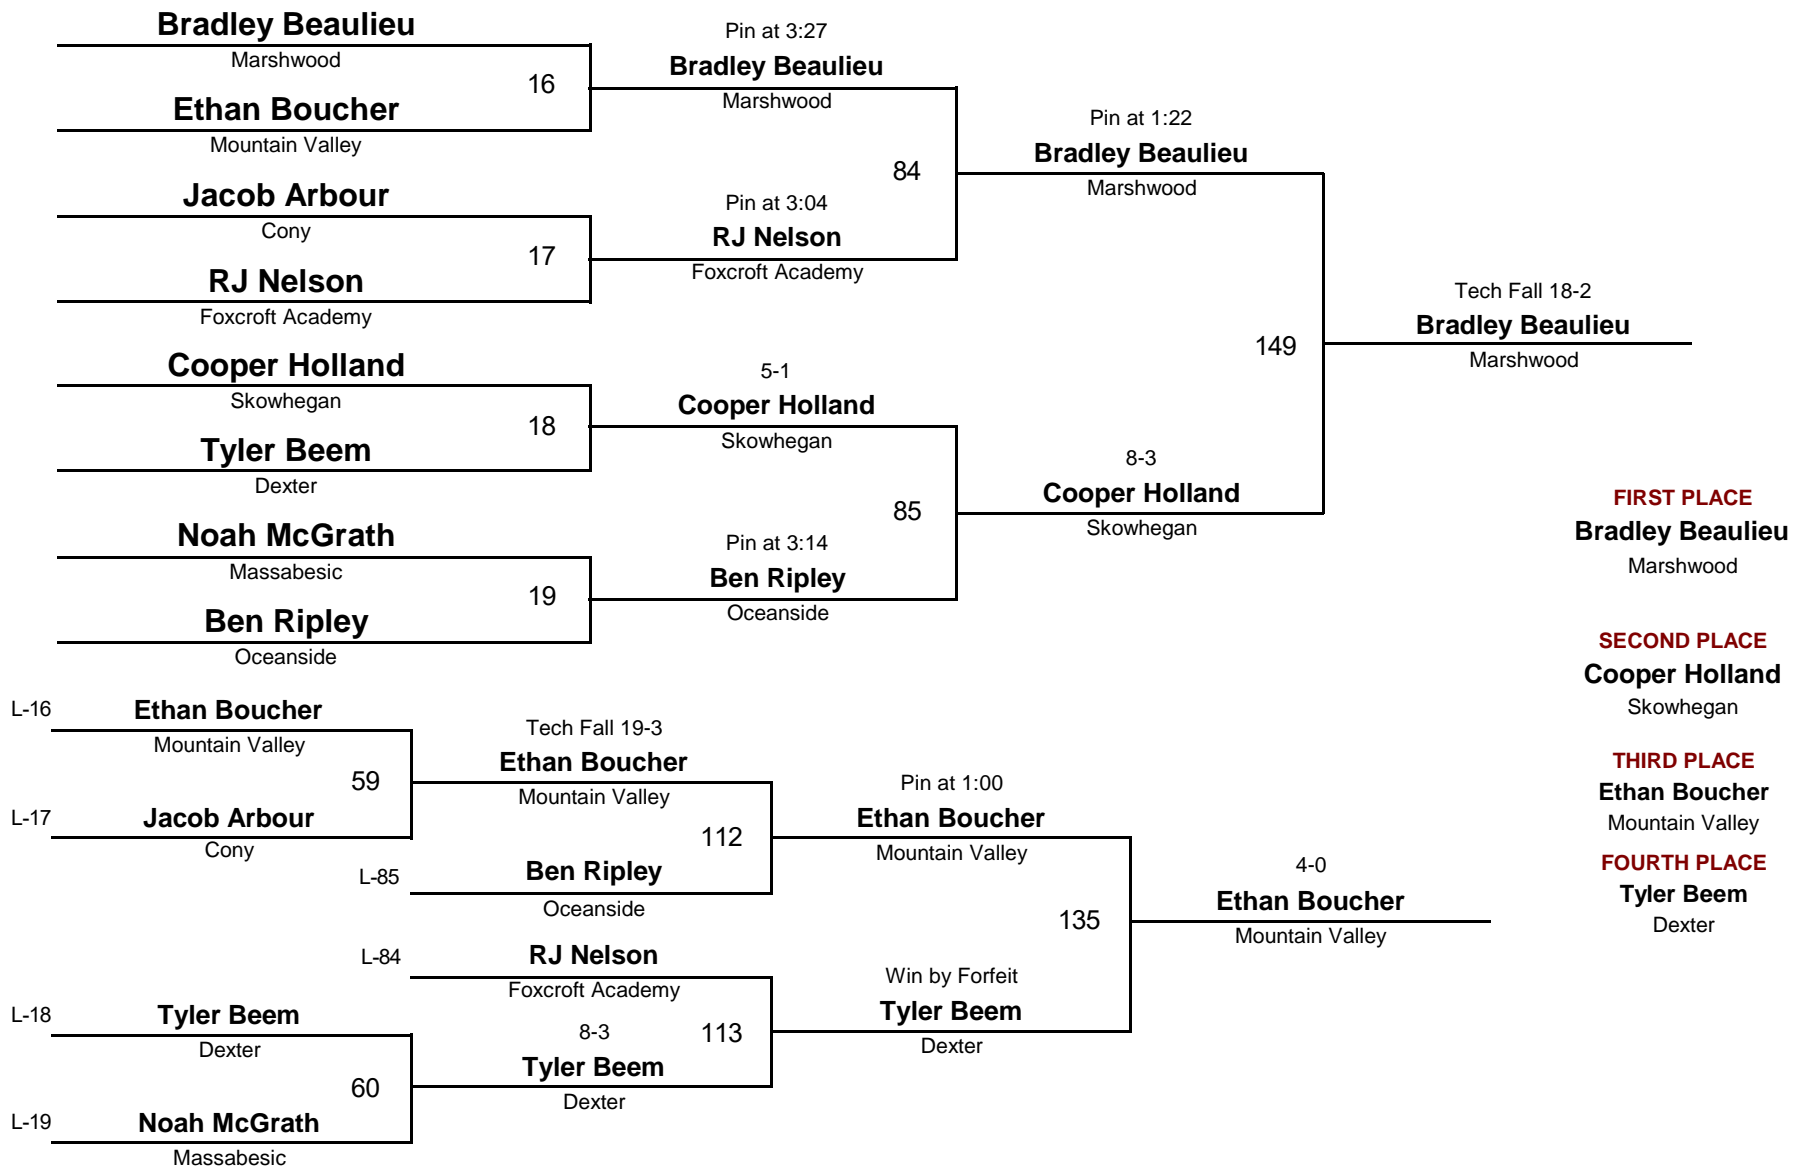 Bradley Beaulieu
Marshwood
16
Ethan Boucher
Mountain Valley
Jacob Arbour
Cony
17
RJ Nelson
Foxcroft Academy
Cooper Holland
Skowhegan
18
Tyler Beem
Dexter
Noah McGrath
Massabesic
19
Ben Ripley
Oceanside
Pin at 3:27
Bradley Beaulieu
Marshwood
84
Pin at 3:04
RJ Nelson
Foxcroft Academy
5-1
Cooper Holland
Skowhegan
85
Pin at 3:14
Ben Ripley
Oceanside
Pin at 1:22
Bradley Beaulieu
Marshwood
149
8-3
Cooper Holland
Skowhegan
Tech Fall 18-2
Bradley Beaulieu
Marshwood
FIRST PLACE
Bradley Beaulieu
Marshwood
SECOND PLACE
Cooper Holland
Skowhegan
THIRD PLACE
Ethan Boucher
Mountain Valley
FOURTH PLACE
Tyler Beem
Dexter
L-16 Ethan Boucher
Mountain Valley
59
L-17 Jacob Arbour
Cony
Tech Fall 19-3
Ethan Boucher
Mountain Valley
112
L-85 Ben Ripley
Oceanside
L-84 RJ Nelson
Foxcroft Academy
113
8-3
Tyler Beem
Dexter
L-18 Tyler Beem
Dexter
60
L-19 Noah McGrath
Massabesic
Pin at 1:00
Ethan Boucher
Mountain Valley
135
Win by Forfeit
Tyler Beem
Dexter
4-0
Ethan Boucher
Mountain Valley